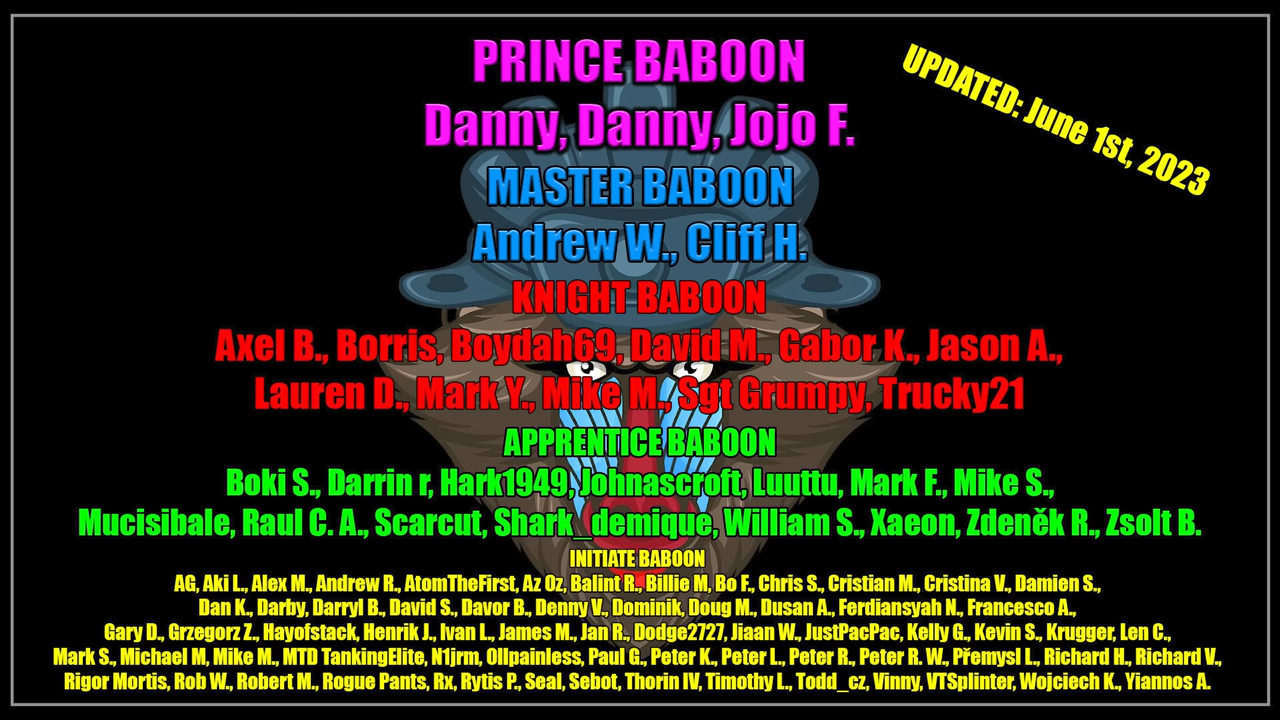 PRINCE BABOON
Danny, Danny, Jojo F.
UPDATED: June 1st, 2023
MASTER BABOON
Andrew W., Cliff H.
KNIGHT BABOON
Axel B., Borris, Boydah69, David M., Gabor K., Jason A.,
Lauren D., Mark Y., Mike M., Sgt Grumpy, Trucky21
APPRENTICE BABOON
Boki S., Darrin r, Hark1949, Johnascroft, Luuttu, Mark F., Mike S.,
Mucisibale, Raul C. A., Scarcut, Shark_demique, William S., Xaeon, Zdeněk R., Zsolt B.
INITIATE BABOON
AG, Aki L., Alex M., Andrew R., AtomTheFirst, Az Oz, Balint R., Billie M, Bo F., Chris S., Cristian M., Cristina V., Damien S.,
Dan K., Darby, Darryl B., David S., Davor B., Denny V., Dominik, Doug M., Dusan A., Ferdiansyah N., Francesco A.,
Gary D., Grzegorz Z., Hayofstack, Henrik J., Ivan L., James M., Jan R., Dodge2727, Jiaan W., JustPacPac, Kelly G., Kevin S., Krugger, Len C.,
Mark S., Michael M, Mike M., MTD TankingElite, N1jrm, Ollpainless, Paul G., Peter K., Peter L., Peter R., Peter R. W., Přemysl L., Richard H., Richard V.,
Rigor Mortis, Rob W., Robert M., Rogue Pants, Rx, Rytis P., Seal, Sebot, Thorin IV, Timothy L., Todd_cz, Vinny, VTSplinter, Wojciech K., Yiannos A.